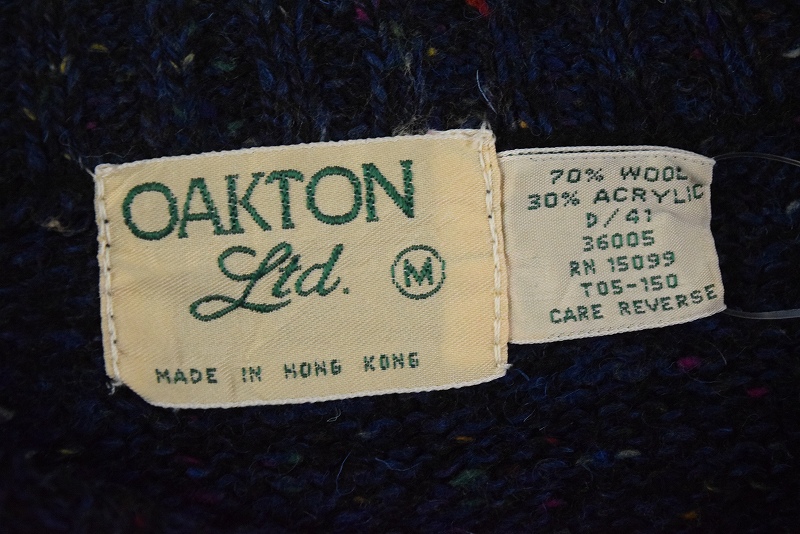 OAKTON
Ltd. M
MADE IN HONG KONG
70% WOOL
30% ACRYLIC
D/41
36005
RN 15099
T05-150
CARE REVERSE